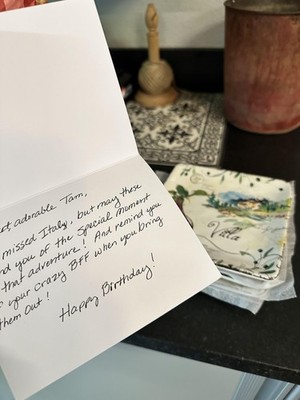 adorable Tam,
missed Italy, but may these
you of the special moment
that adventure! And remind you
your crazy BFF when you bring
them out!
Happy Birthday!
Villa